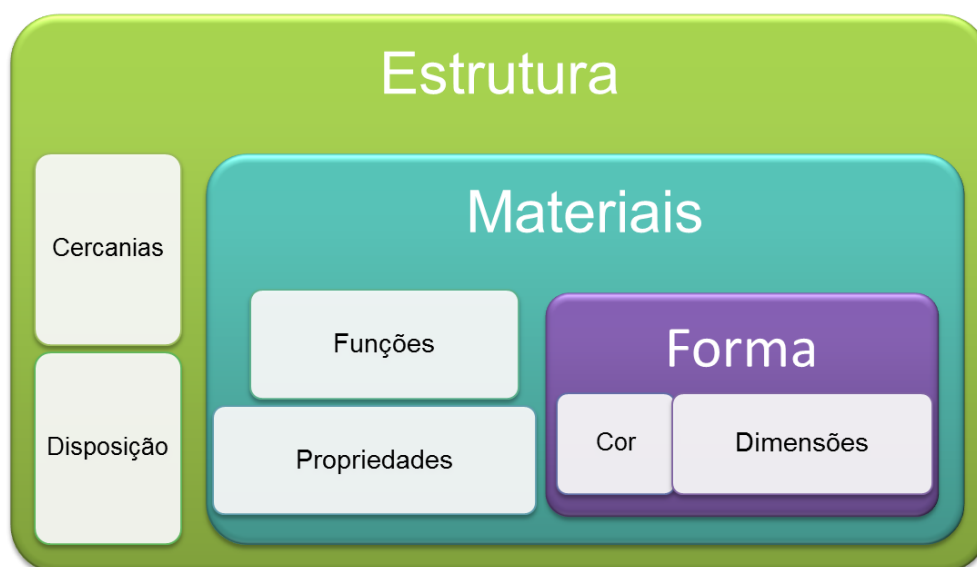 Estrutura
Cercanias
Disposição
Materiais
Funções
Propriedades
Forma
Cor
Dimensões